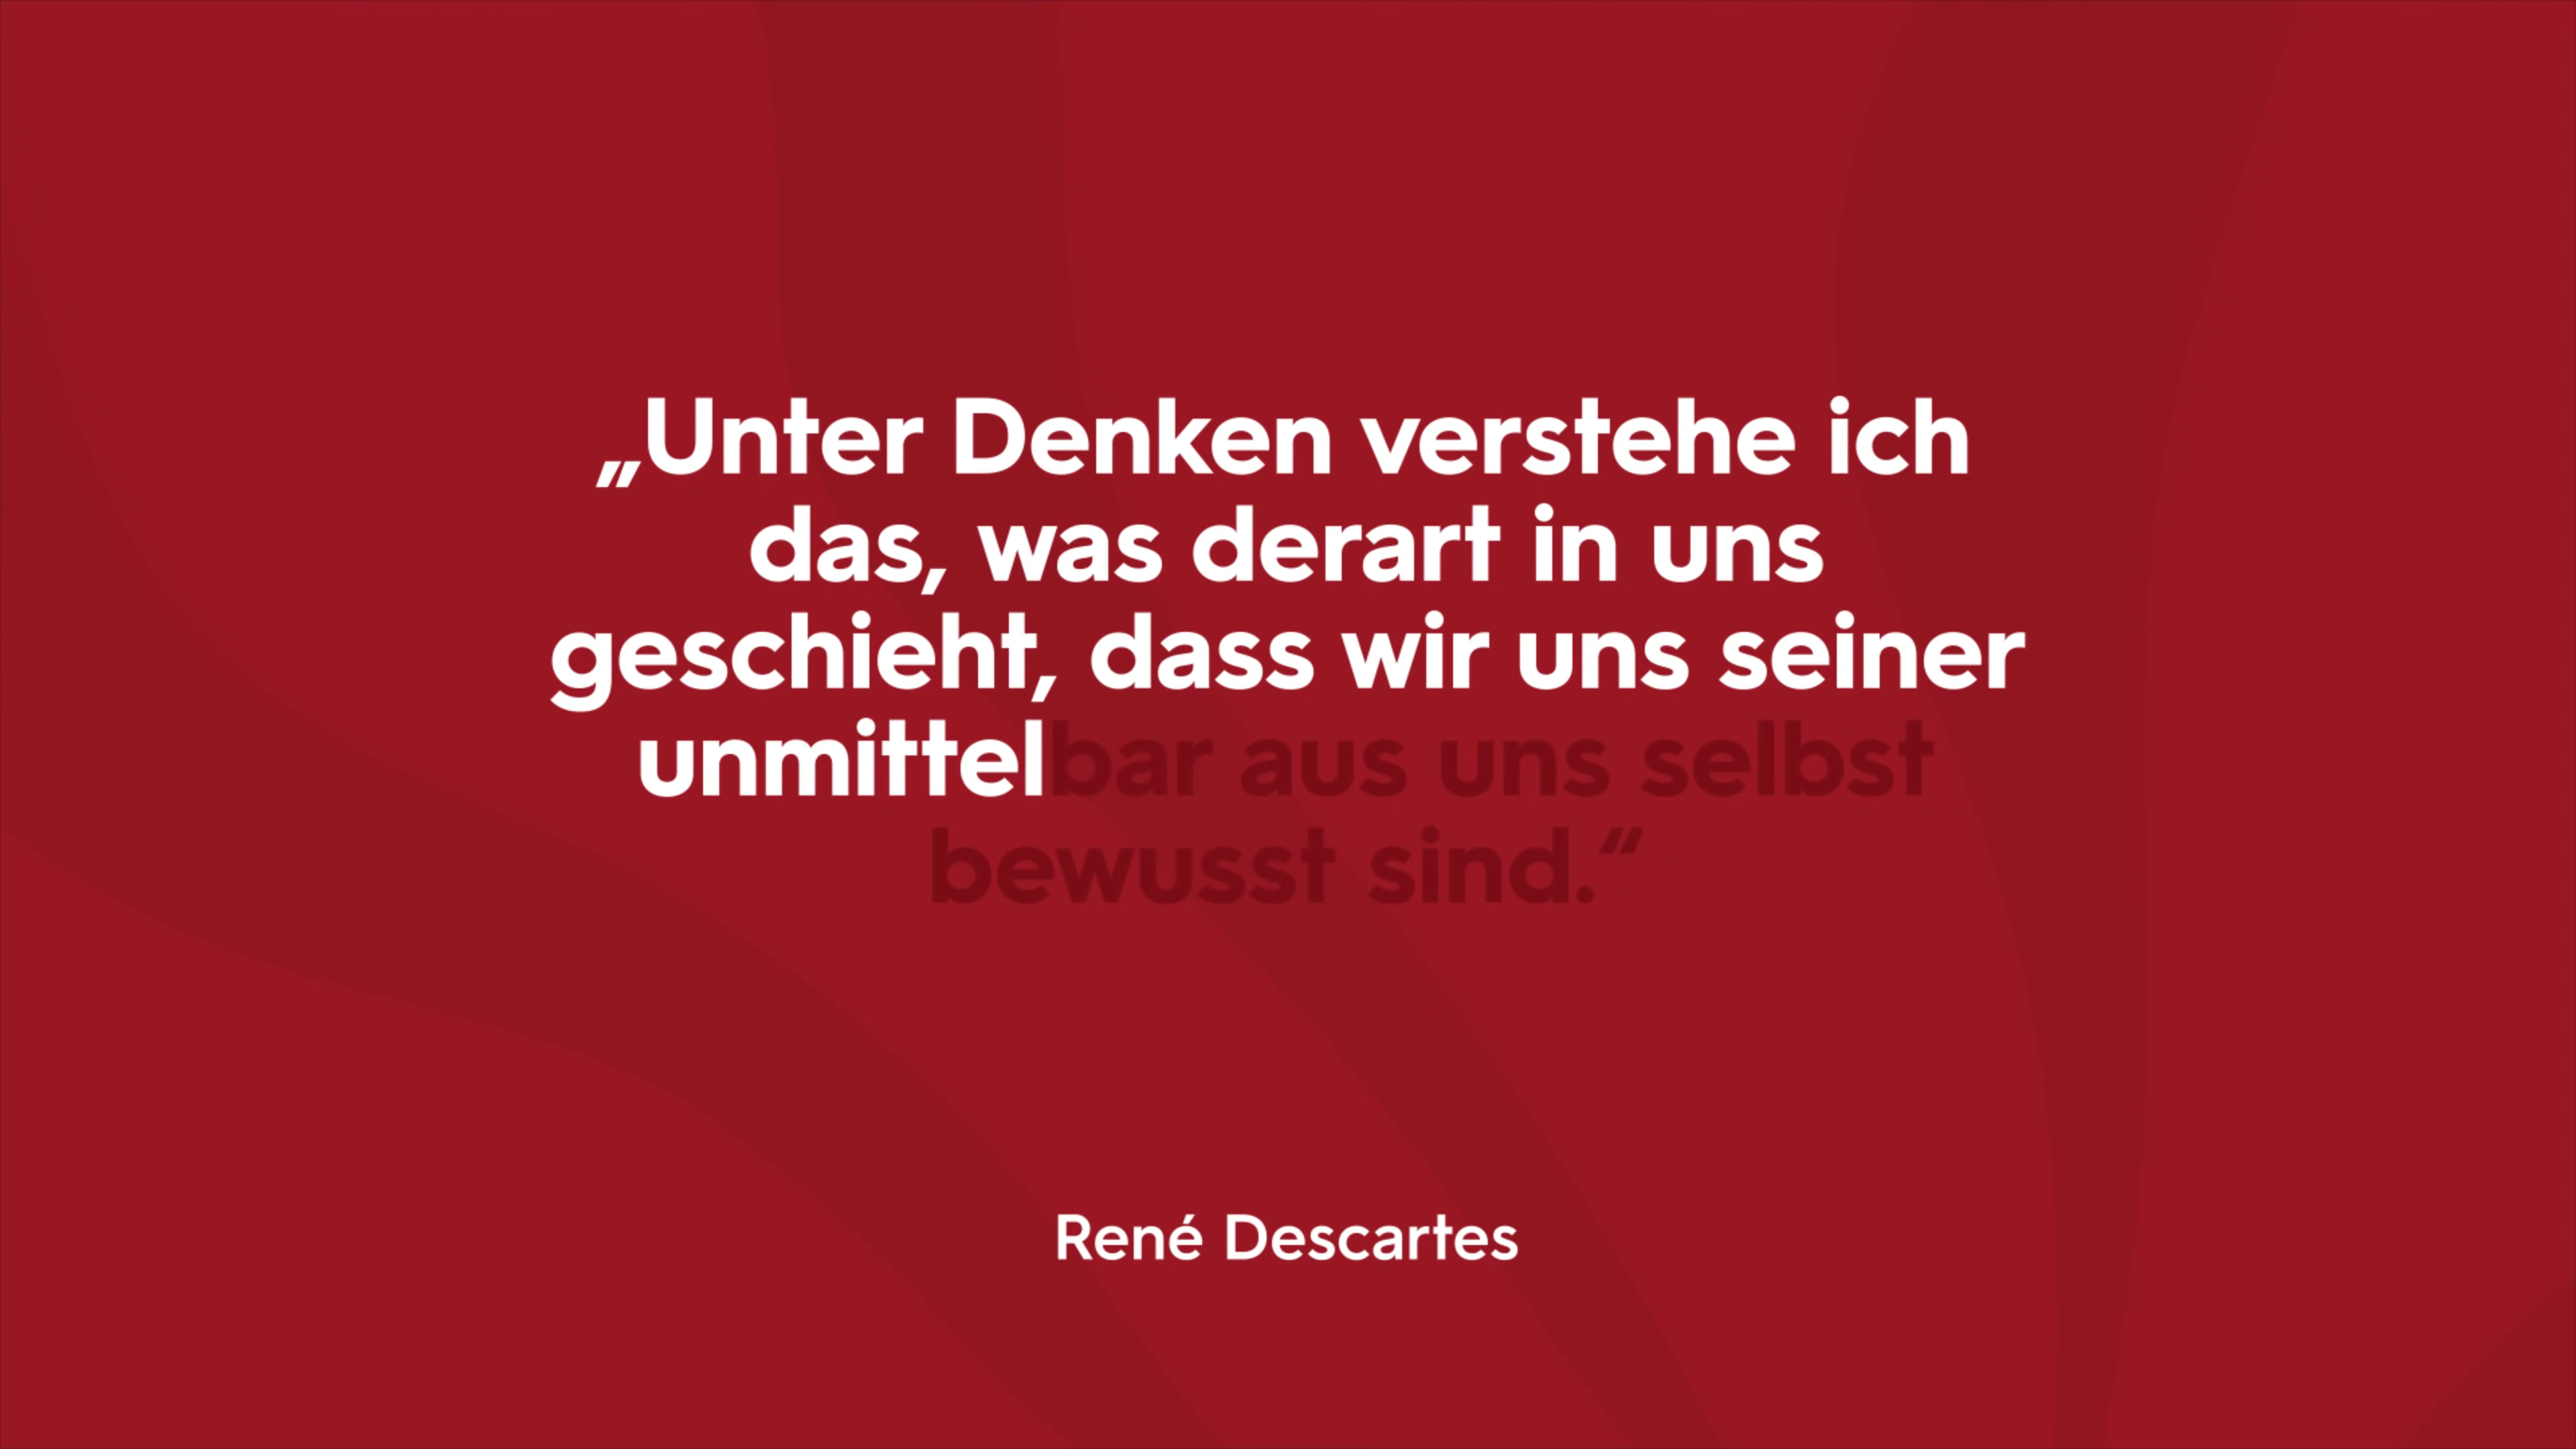 „Unter Denken verstehe ich
das, was derart in uns
geschieht, dass wir uns seiner
unmittelbar aus uns selbst
bewusst sind.“
René Descartes